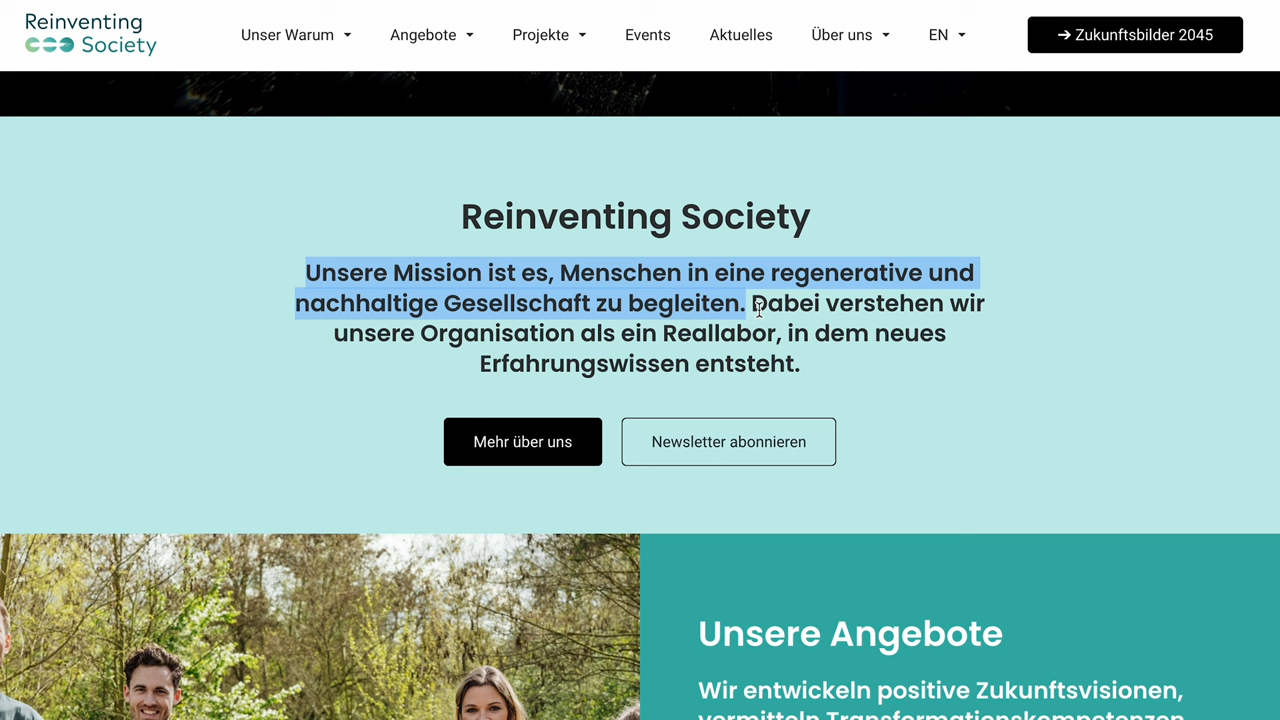 Reinventing
Society
Unser Warum
Angebote
Projekte
Events
Aktuelles
Über uns
EN
➔ Zukunftsbilder 2045
Reinventing Society
Unsere Mission ist es, Menschen in eine regenerative und
nachhaltige Gesellschaft zu begleiten. Dabei verstehen wir
unsere Organisation als ein Reallabor, in dem neues
Erfahrungswissen entsteht.
Mehr über uns
Newsletter abonnieren
Unsere Angebote
Wir entwickeln positive Zukunftsvisionen,
vermitteln Transformationskompetenzen